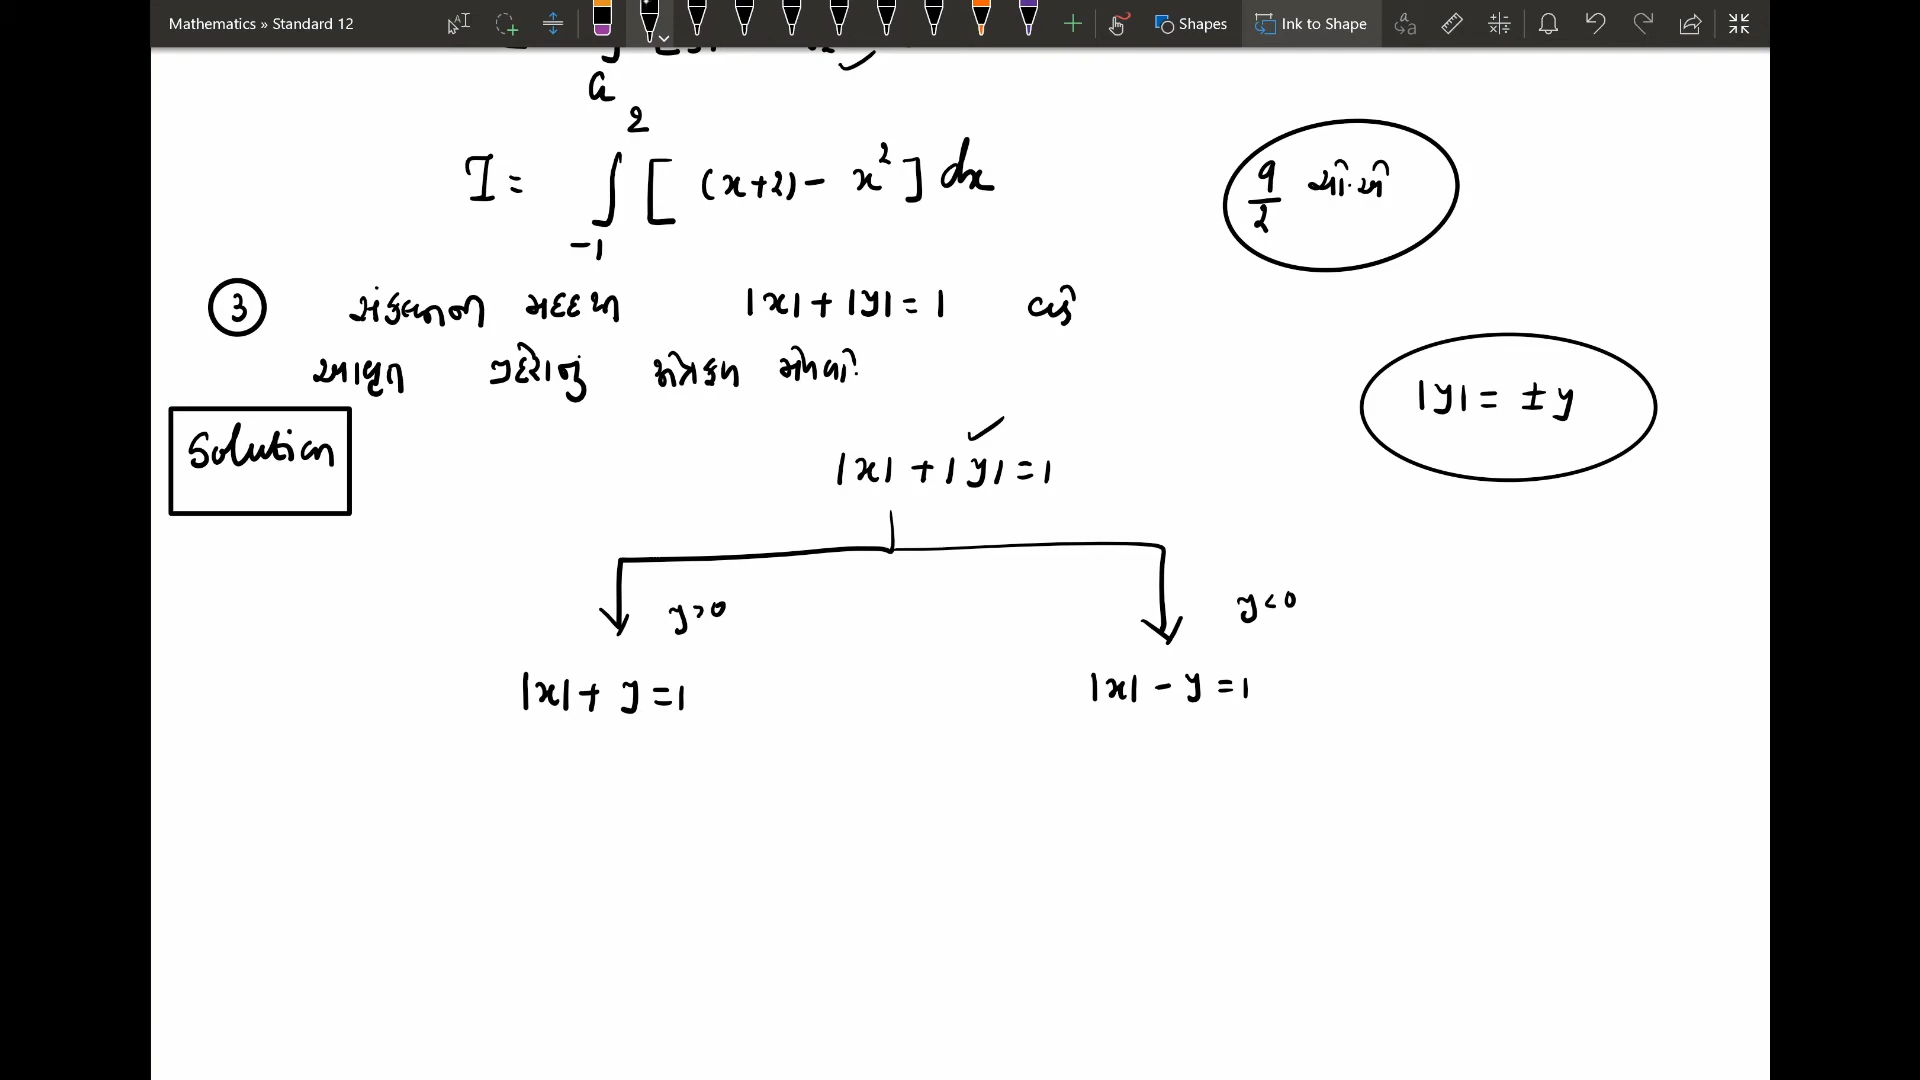 Mathematics » Standard 12
Shapes
Ink to Shape
a
2
I = ∫ [ (x+2) - x² ] dx
-1
9/2 ચો.એ
3 સંકલનની મદદથી |x| + |y| = 1 વડે
આવૃત પ્રદેશનું ક્ષેત્રફળ મેળવો.
|y| = ± y
Solution
|x| + |y| = 1
y > 0
y < 0
|x| + y = 1
|x| - y = 1